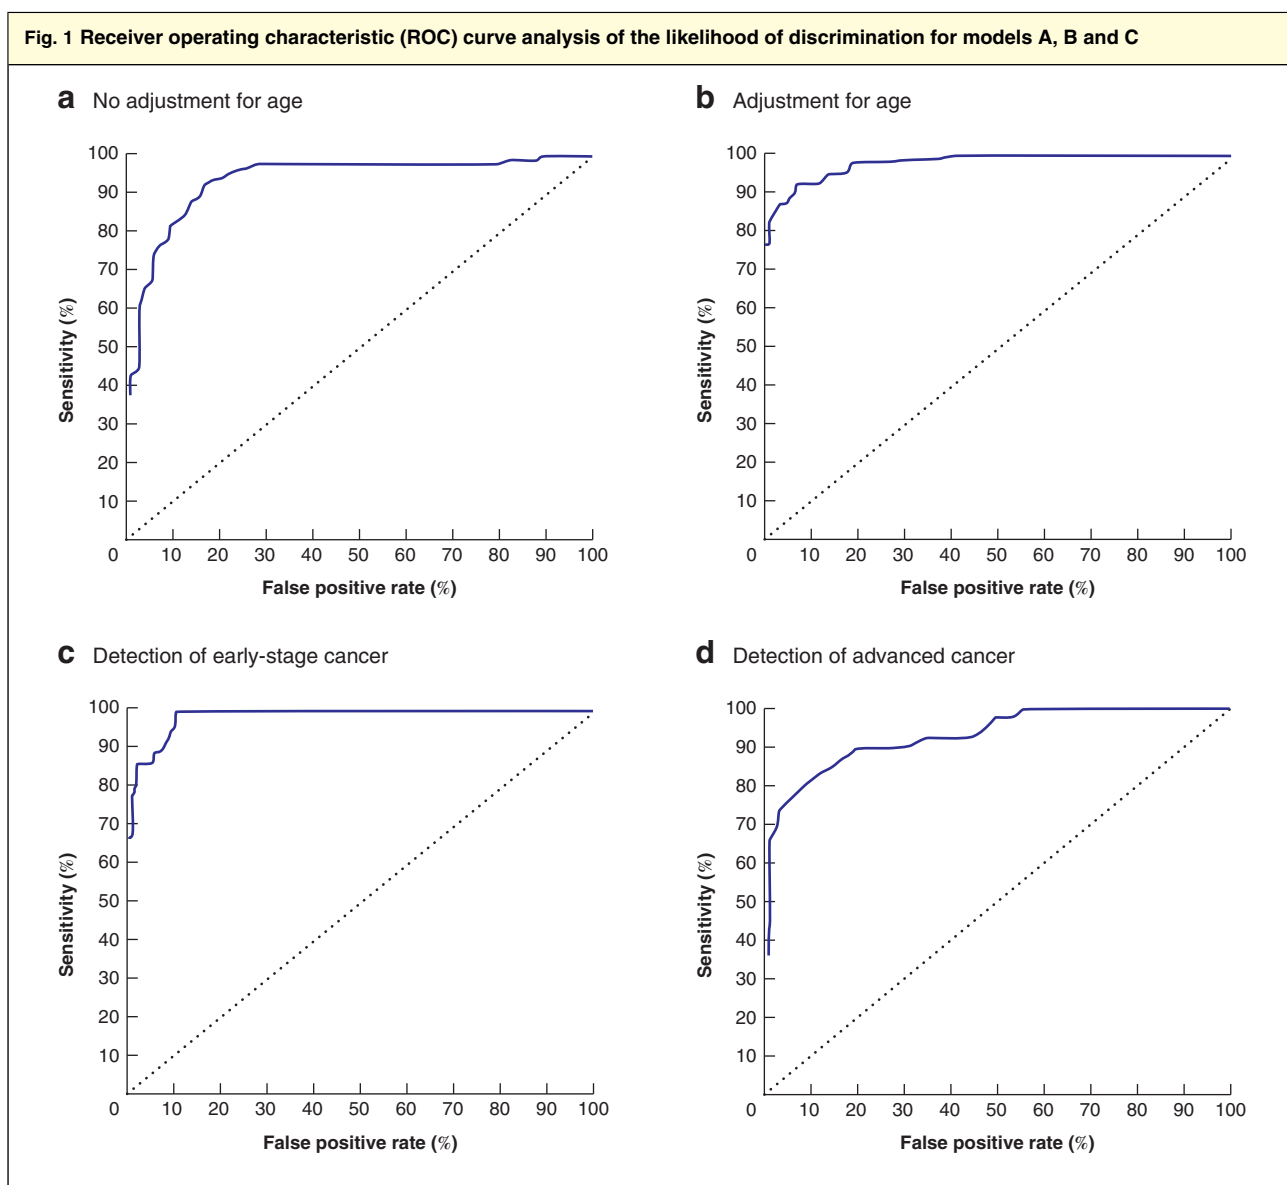 Fig. 1 Receiver operating characteristic (ROC) curve analysis of the likelihood of discrimination for models A, B and C
a No adjustment for age
100
90
80
70
60
50
40
30
20
10
0 10 20 30 40 50 60 70 80 90 100
Sensitivity (%)
False positive rate (%)
b Adjustment for age
100
90
80
70
60
50
40
30
20
10
0 10 20 30 40 50 60 70 80 90 100
Sensitivity (%)
False positive rate (%)
c Detection of early-stage cancer
100
90
80
70
60
50
40
30
20
10
0 10 20 30 40 50 60 70 80 90 100
Sensitivity (%)
False positive rate (%)
d Detection of advanced cancer
100
90
80
70
60
50
40
30
20
10
0 10 20 30 40 50 60 70 80 90 100
Sensitivity (%)
False positive rate (%)